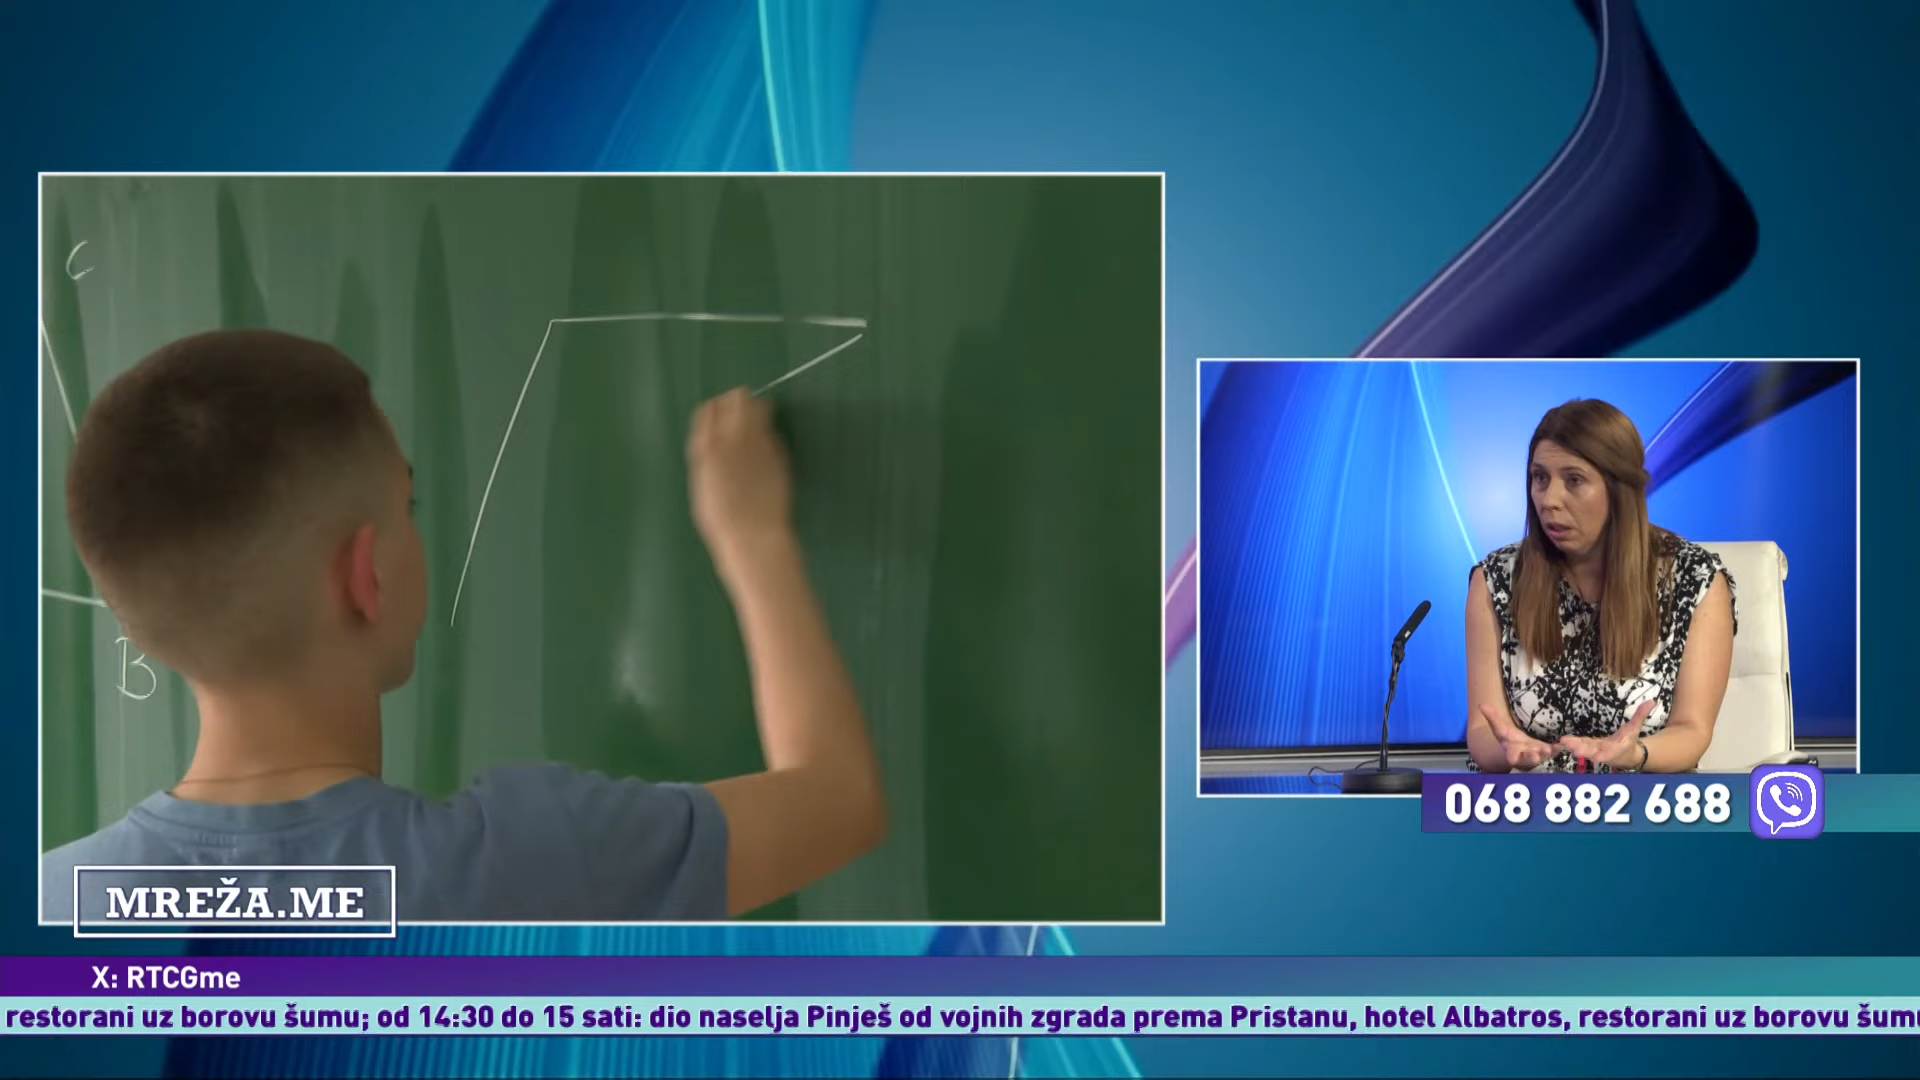 C
B
068 882 688
MREŽA.ME
X: RTCGme
restorani uz borovu šumu; od 14:30 do 15 sati: dio naselja Pinješ od vojnih zgrada prema Pristanu, hotel Albatros, restorani uz borovu šumu